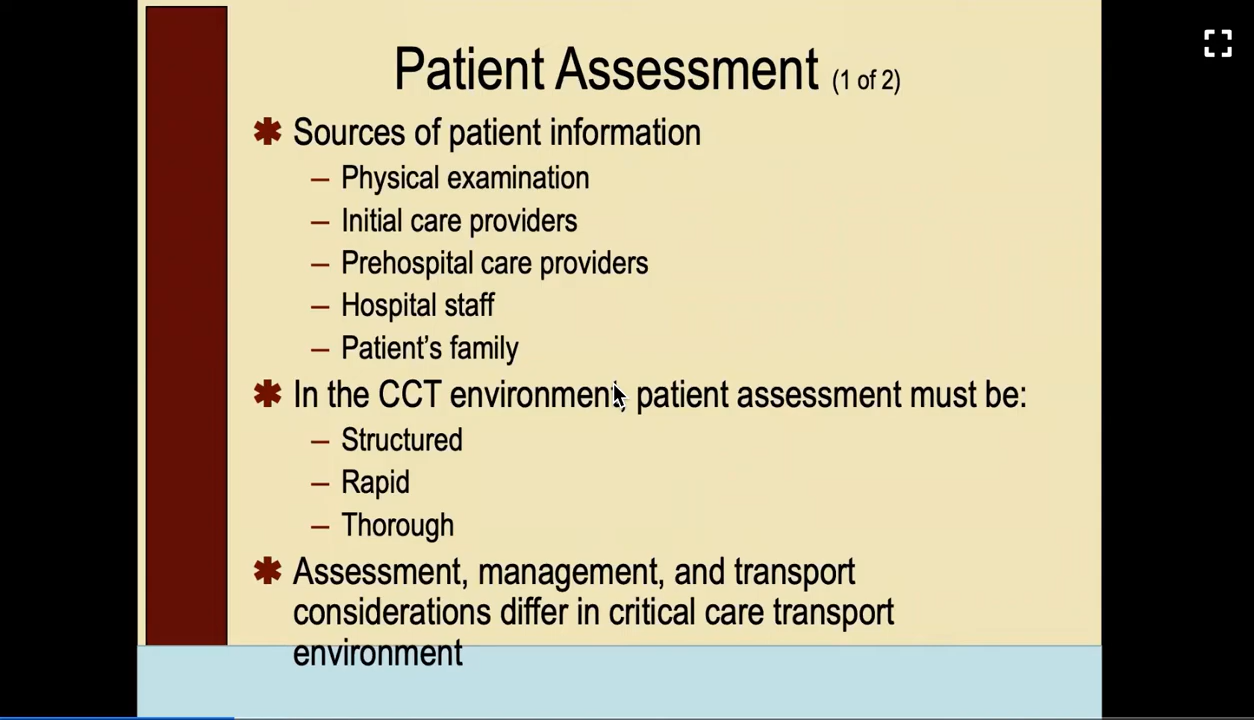 Patient Assessment (1 of 2)
✱ Sources of patient information
– Physical examination
– Initial care providers
– Prehospital care providers
– Hospital staff
– Patient’s family
✱ In the CCT environment, patient assessment must be:
– Structured
– Rapid
– Thorough
✱ Assessment, management, and transport
considerations differ in critical care transport
environment